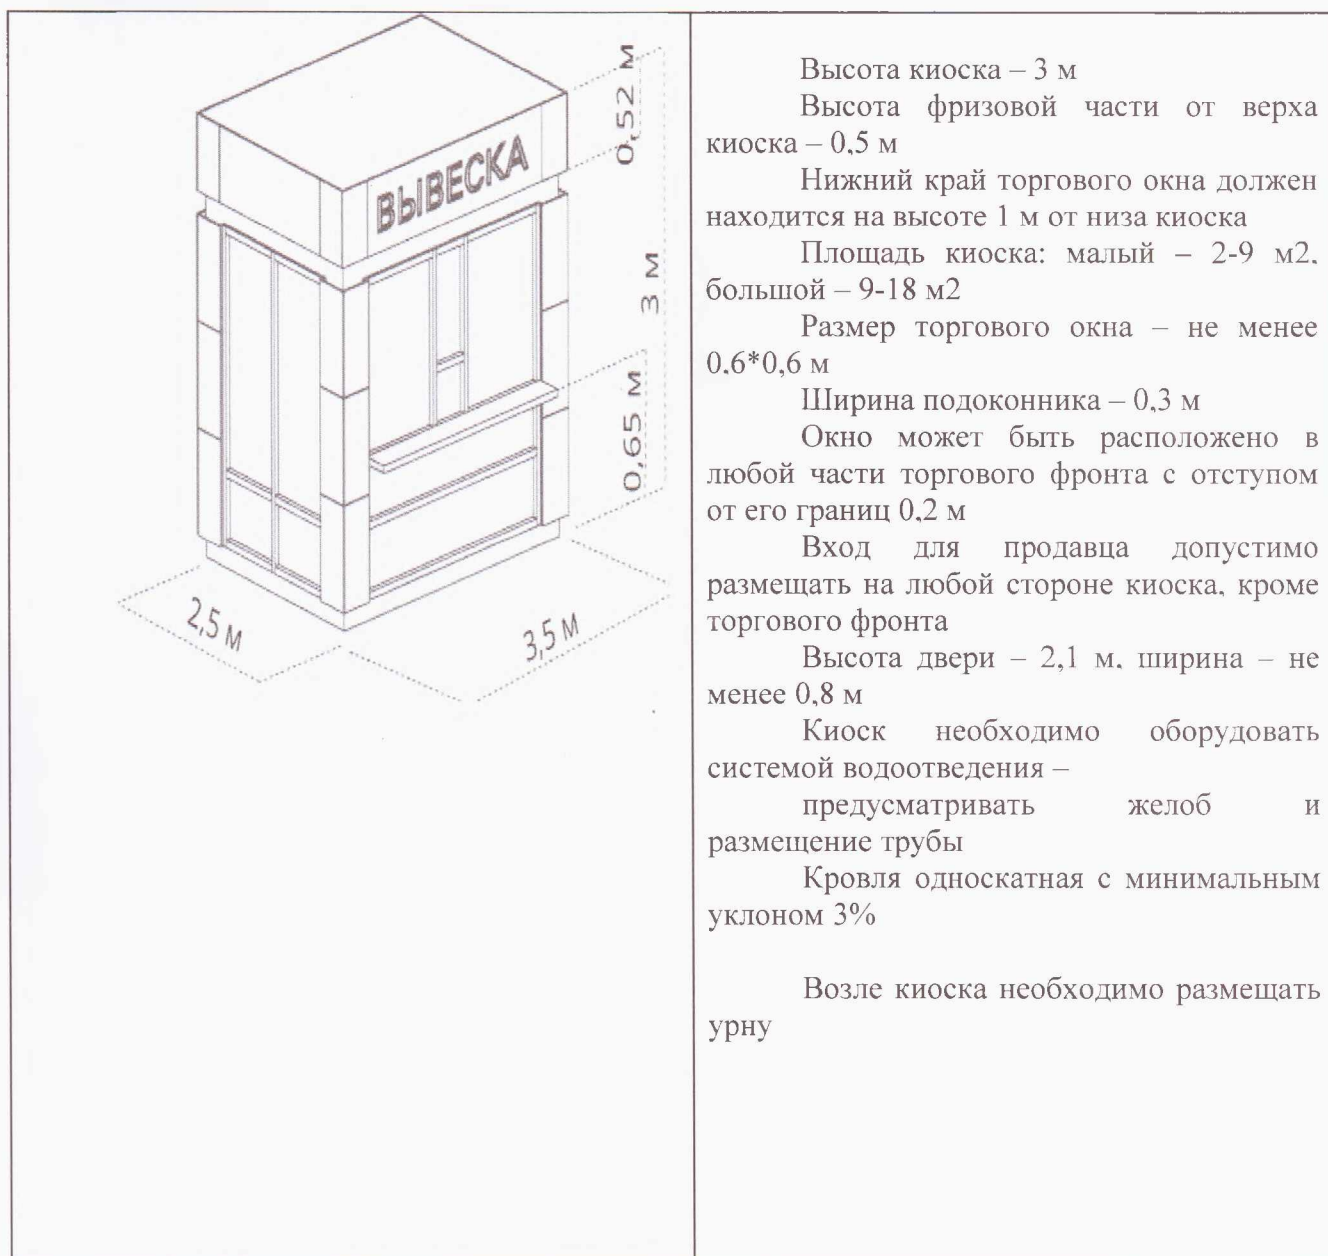 0,52 м
3 м
0,65 м
ВЫВЕСКА
2,5 м
3,5 м
Высота киоска – 3 м
Высота фризовой части от верха
киоска – 0,5 м
Нижний край торгового окна должен
находится на высоте 1 м от низа киоска
Площадь киоска: малый – 2-9 м2,
большой – 9-18 м2
Размер торгового окна – не менее
0,6*0,6 м
Ширина подоконника – 0,3 м
Окно может быть расположено в
любой части торгового фронта с отступом
от его границ 0,2 м
Вход для продавца допустимо
размещать на любой стороне киоска, кроме
торгового фронта
Высота двери – 2,1 м, ширина – не
менее 0,8 м
Киоск необходимо оборудовать
системой водоотведения –
предусматривать желоб и
размещение трубы
Кровля односкатная с минимальным
уклоном 3%
Возле киоска необходимо размещать
урну